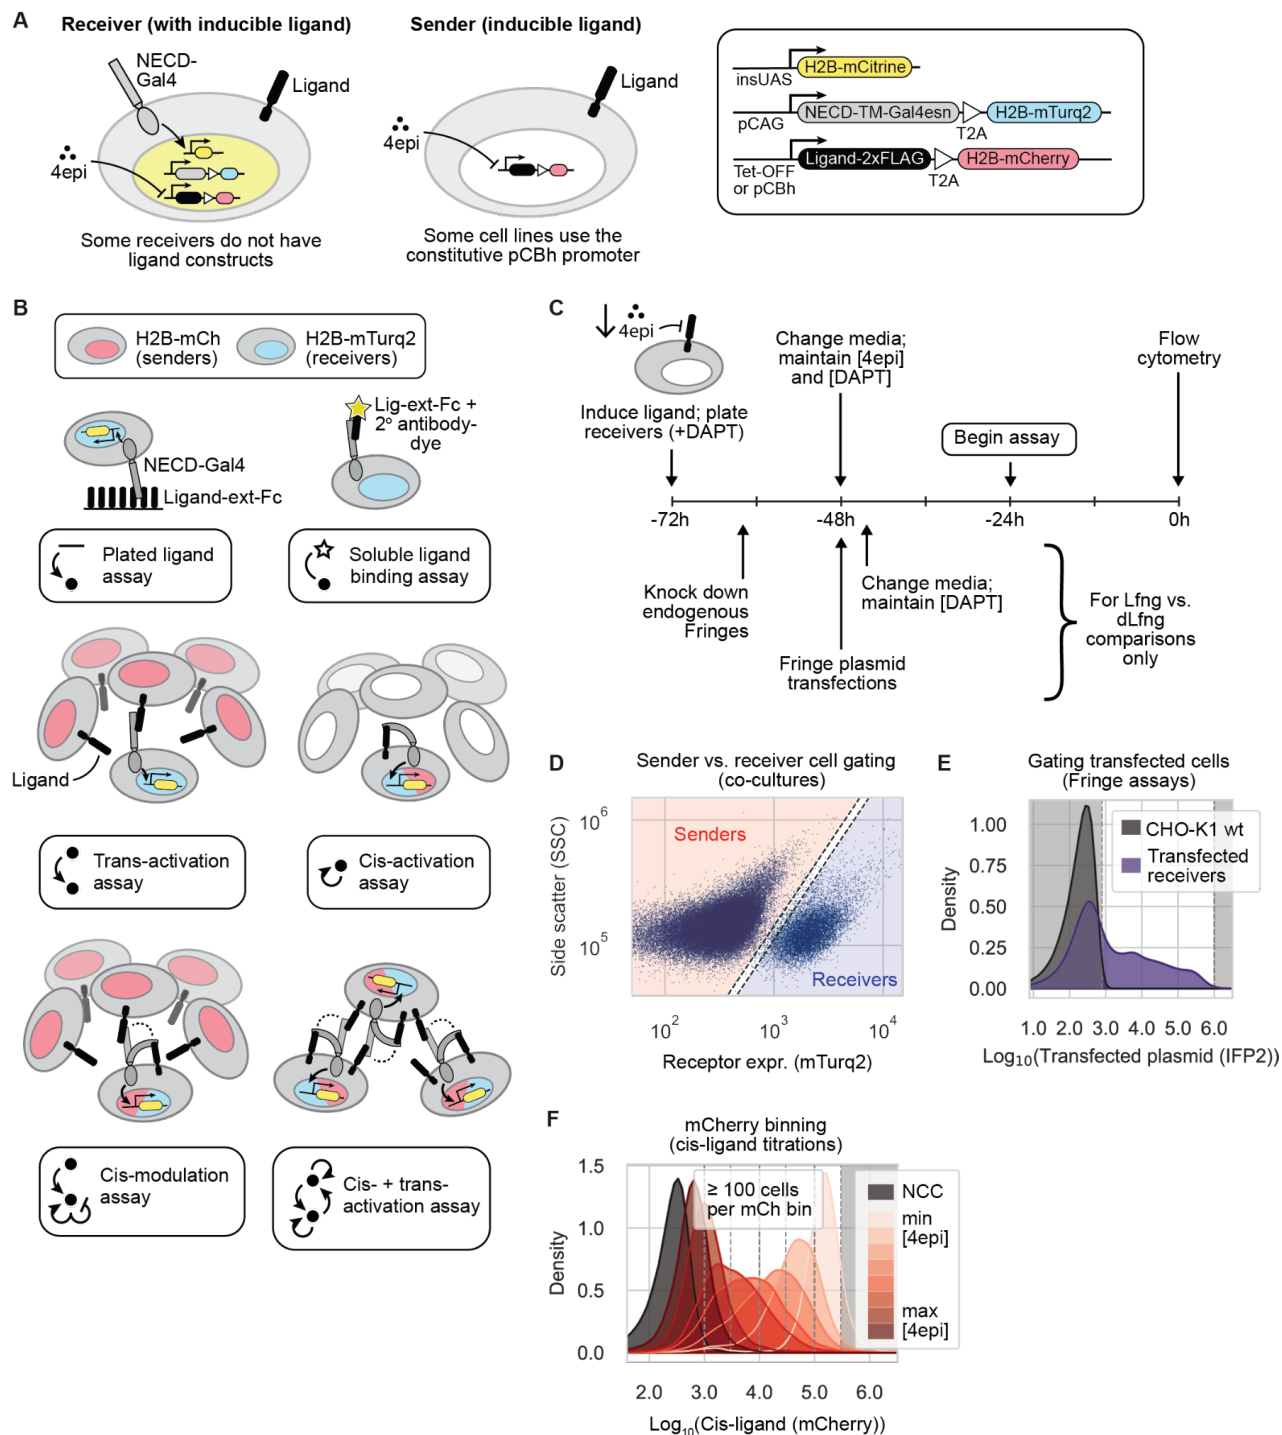 A
Receiver (with inducible ligand)
Sender (inducible ligand)
NECD-
Gal4
Ligand
4epi
Some receivers do not have
ligand constructs
Ligand
4epi
Some cell lines use the
constitutive pCBh promoter
insUAS
H2B-mCitrine
pCAG
NECD-TM-Gal4esn
T2A
H2B-mTurq2
Tet-OFF
or pCBh
Ligand-2xFLAG
T2A
H2B-mCherry
B
H2B-mCh
(senders)
H2B-mTurq2
(receivers)
NECD-Gal4
Ligand-ext-Fc
Lig-ext-Fc +
2º antibody-
dye
Plated ligand
assay
Soluble ligand
binding assay
Ligand
Trans-activation
assay
Cis-activation
assay
Cis-modulation
assay
Cis- + trans-
activation assay
C
4epi
Induce ligand; plate
receivers (+DAPT)
Change media;
maintain [4epi]
and [DAPT]
Begin assay
Flow
cytometry
-72h
-48h
-24h
0h
Knock down
endogenous
Fringes
Fringe plasmid
transfections
Change media;
maintain [DAPT]
For Lfng vs.
dLfng
comparisons
only
D
Sender vs. receiver cell gating
(co-cultures)
Side scatter (SSC)
10⁶
10⁵
Senders
Receivers
10²
10³
10⁴
Receptor expr. (mTurq2)
E
Gating transfected cells
(Fringe assays)
Density
1.00
0.75
0.50
0.25
0.00
CHO-K1 wt
Transfected
receivers
1.0 2.0 3.0 4.0 5.0 6.0
Log₁₀(Transfected plasmid (IFP2))
F
mCherry binning
(cis-ligand titrations)
Density
1.5
1.0
0.5
0.0
≥ 100 cells
per mCh bin
NCC
min
[4epi]
max
[4epi]
2.0 3.0 4.0 5.0 6.0
Log₁₀(Cis-ligand (mCherry))